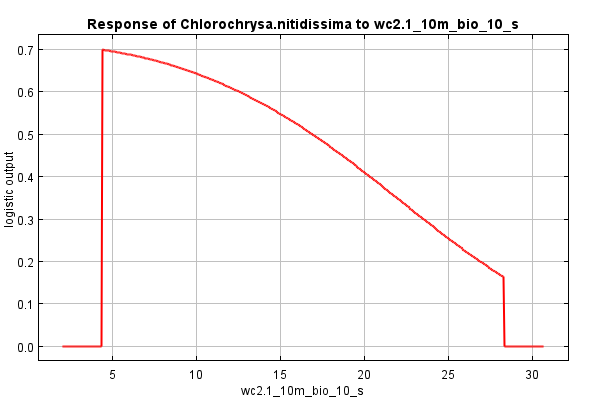 Response of Chlorochrysa.nitidissima to wc2.1_10m_bio_10_s
logistic output
0.7
0.6
0.5
0.4
0.3
0.2
0.1
0.0
5 10 15 20 25 30
wc2.1_10m_bio_10_s